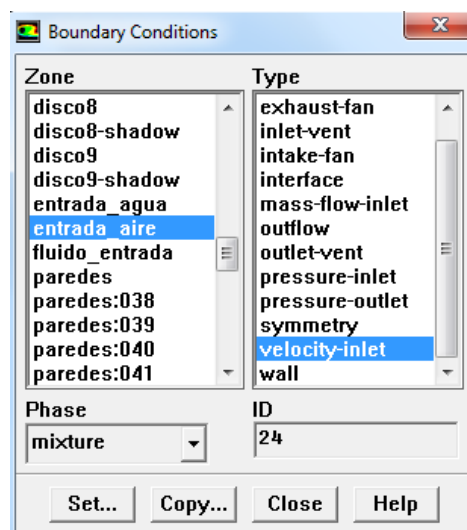 Boundary Conditions
Zone
disco8
disco8-shadow
disco9
disco9-shadow
entrada_agua
entrada_aire
fluido_entrada
paredes
paredes:038
paredes:039
paredes:040
paredes:041
Type
exhaust-fan
inlet-vent
intake-fan
interface
mass-flow-inlet
outflow
outlet-vent
pressure-inlet
pressure-outlet
symmetry
velocity-inlet
wall
Phase
mixture
ID
24
Set... Copy... Close Help